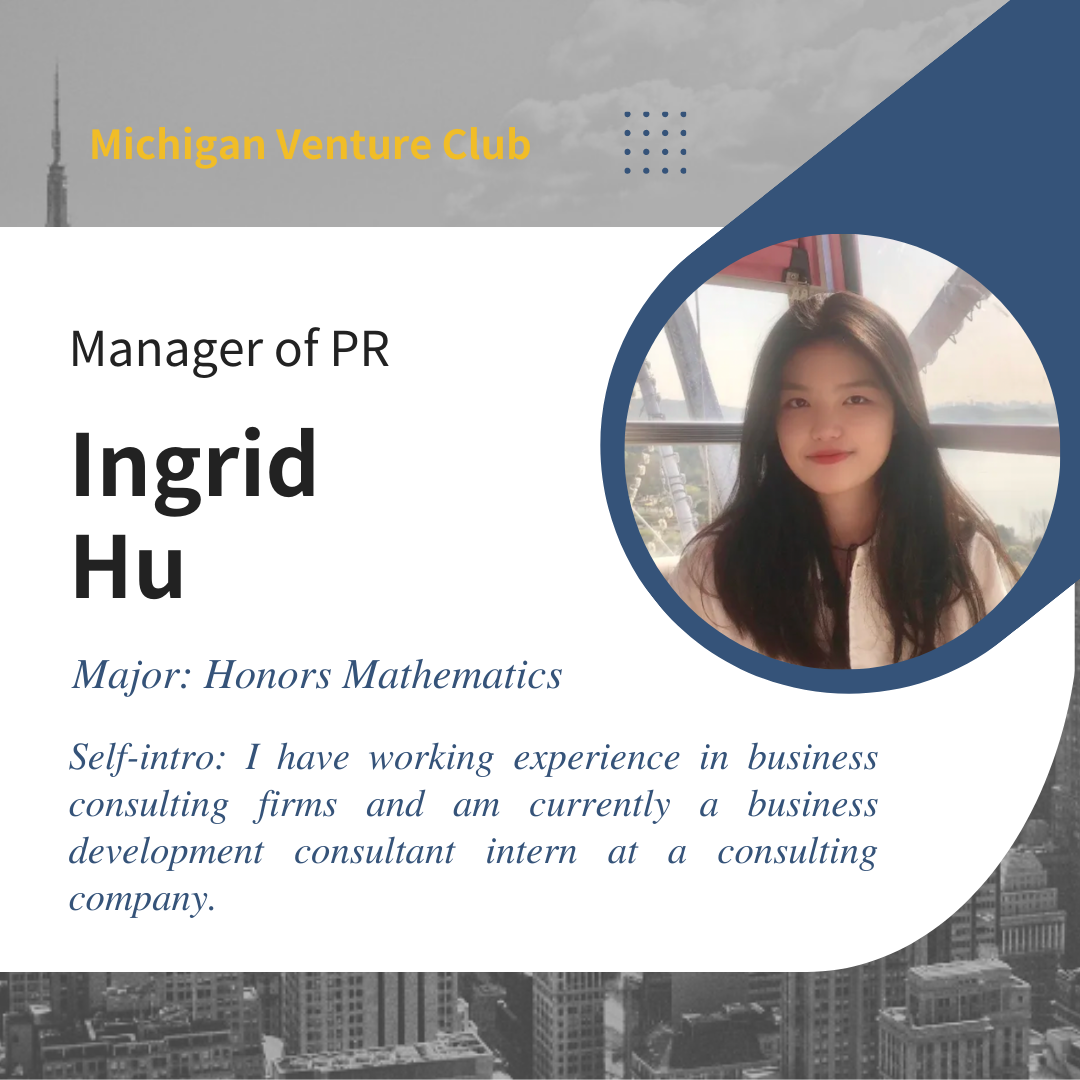 Michigan Venture Club
Manager of PR
Ingrid
Hu
Major: Honors Mathematics
Self-intro: I have working experience in business
consulting firms and am currently a business
development consultant intern at a consulting
company.